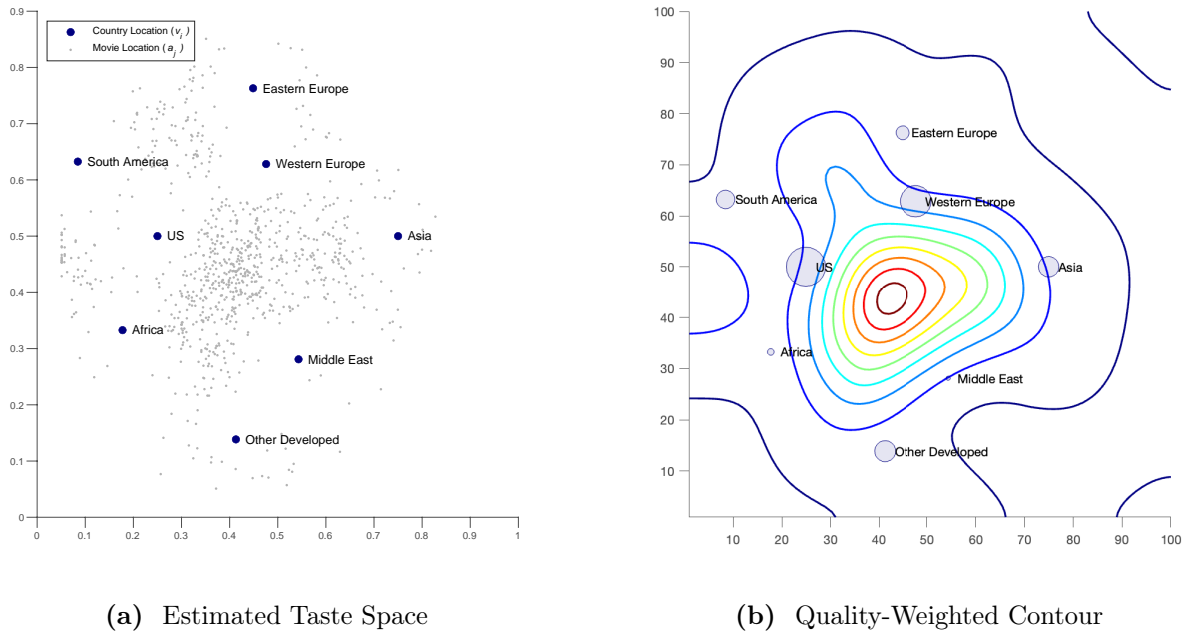 0.9
0.8
0.7
0.6
0.5
0.4
0.3
0.2
0.1
0
Country Location (v_i)
Movie Location (a_j)
Eastern Europe
South America
Western Europe
US
Asia
Africa
Middle East
Other Developed
0 0.1 0.2 0.3 0.4 0.5 0.6 0.7 0.8 0.9 1
(a) Estimated Taste Space
100
90
80
70
60
50
40
30
20
10
Eastern Europe
South America
Western Europe
US
Asia
Africa
Middle East
Other Developed
10 20 30 40 50 60 70 80 90 100
(b) Quality-Weighted Contour